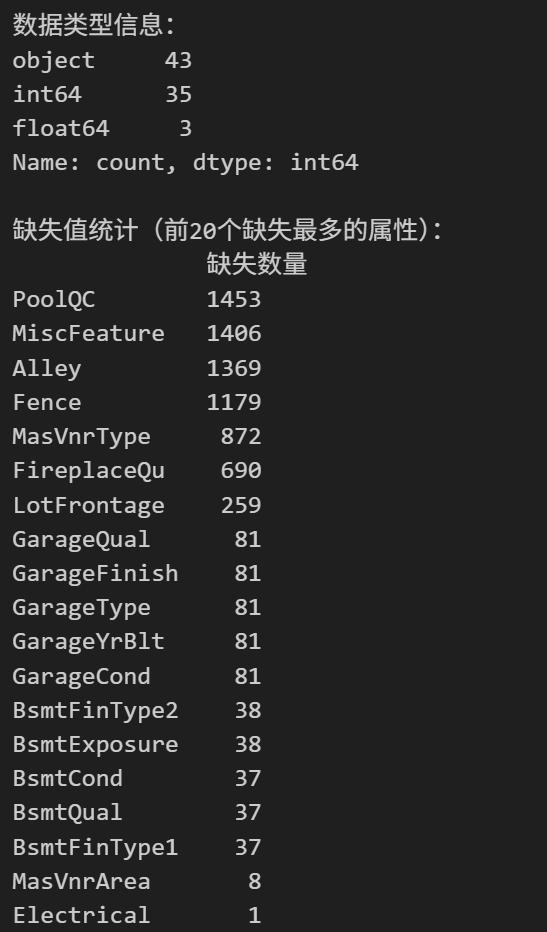 数据类型信息：
object 43
int64 35
float64 3
Name: count, dtype: int64
缺失值统计（前20个缺失最多的属性）：
缺失数量
PoolQC 1453
MiscFeature 1406
Alley 1369
Fence 1179
MasVnrType 872
FireplaceQu 690
LotFrontage 259
GarageQual 81
GarageFinish 81
GarageType 81
GarageYrBlt 81
GarageCond 81
BsmtFinType2 38
BsmtExposure 38
BsmtCond 37
BsmtQual 37
BsmtFinType1 37
MasVnrArea 8
Electrical 1